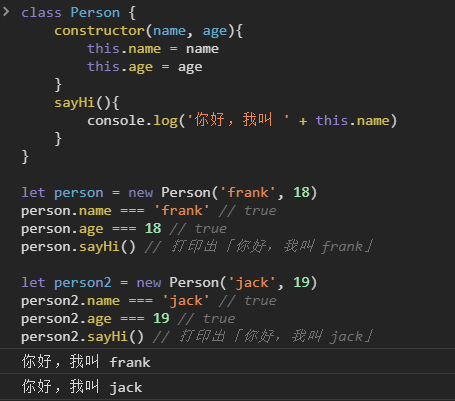 class Person {
    constructor(name, age){
        this.name = name
        this.age = age
    }
    sayHi(){
        console.log('你好，我叫 ' + this.name)
    }
}

let person = new Person('frank', 18)
person.name === 'frank' // true
person.age === 18 // true
person.sayHi() // 打印出「你好，我叫 frank」

let person2 = new Person('jack', 19)
person2.name === 'jack' // true
person2.age === 19 // true
person2.sayHi() // 打印出「你好，我叫 jack」
你好，我叫 frank
你好，我叫 jack